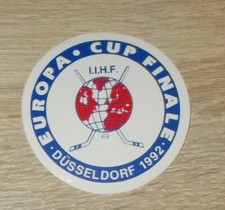 EUROPA · CUP FINALE
I.I.H.F.
· DÜSSELDORF 1992 ·